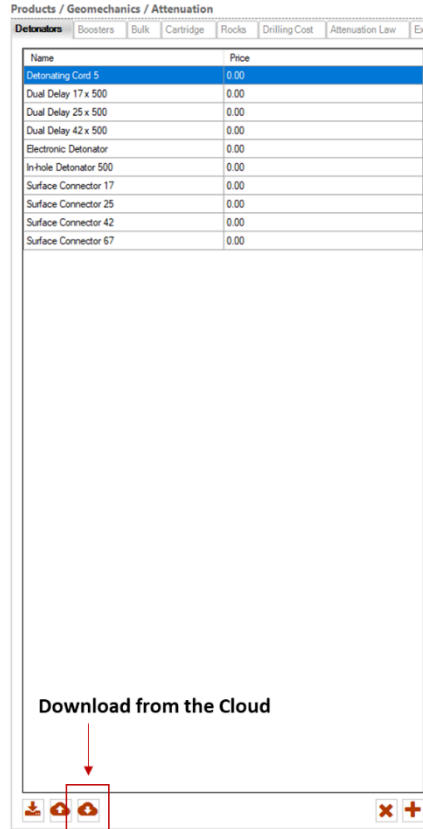 Products / Geomechanics / Attenuation
Detonators Boosters Bulk Cartridge Rocks Drilling Cost Attenuation Law
Name Price
Detonating Cord 5 0.00
Dual Delay 17 x 500 0.00
Dual Delay 25 x 500 0.00
Dual Delay 42 x 500 0.00
Electronic Detonator 0.00
In-hole Detonator 500 0.00
Surface Connector 17 0.00
Surface Connector 25 0.00
Surface Connector 42 0.00
Surface Connector 67 0.00
Download from the Cloud